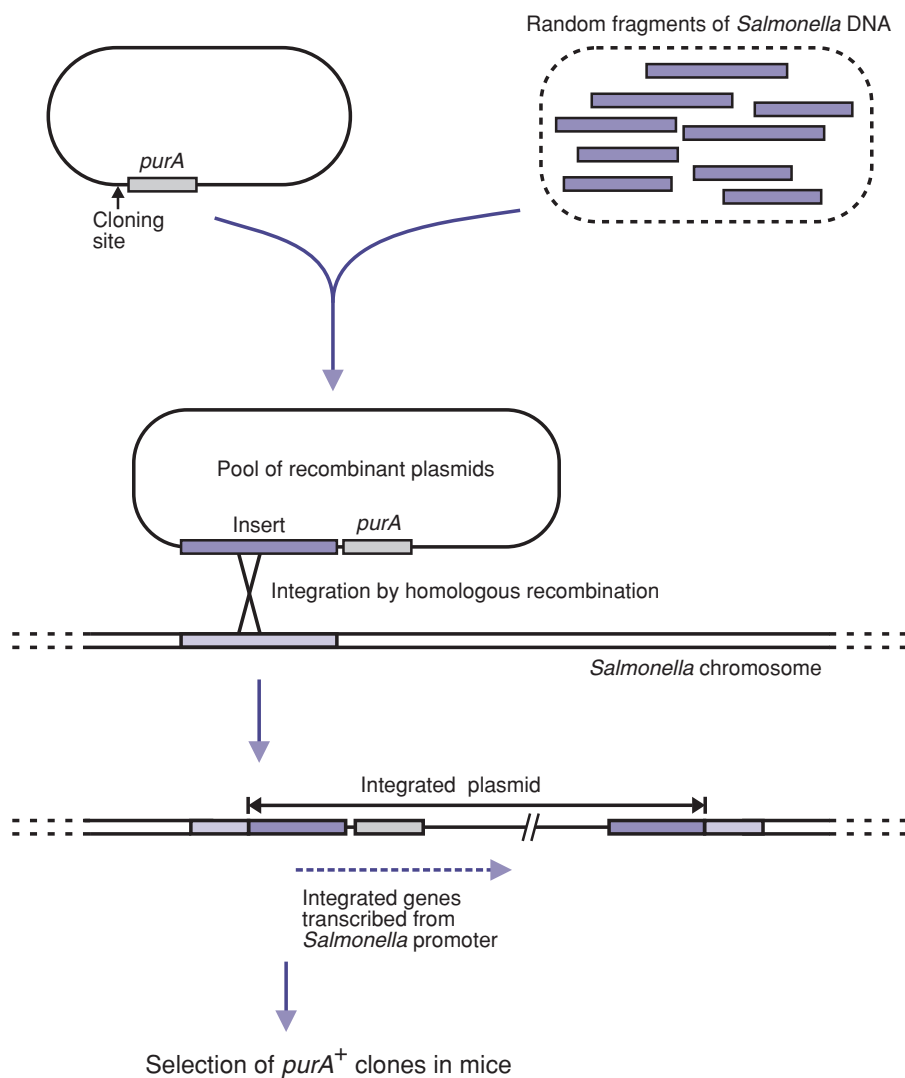 Random fragments of Salmonella DNA
purA
Cloning
site
Pool of recombinant plasmids
Insert
purA
Integration by homologous recombination
Salmonella chromosome
Integrated plasmid
Integrated genes
transcribed from
Salmonella promoter
Selection of purA+ clones in mice